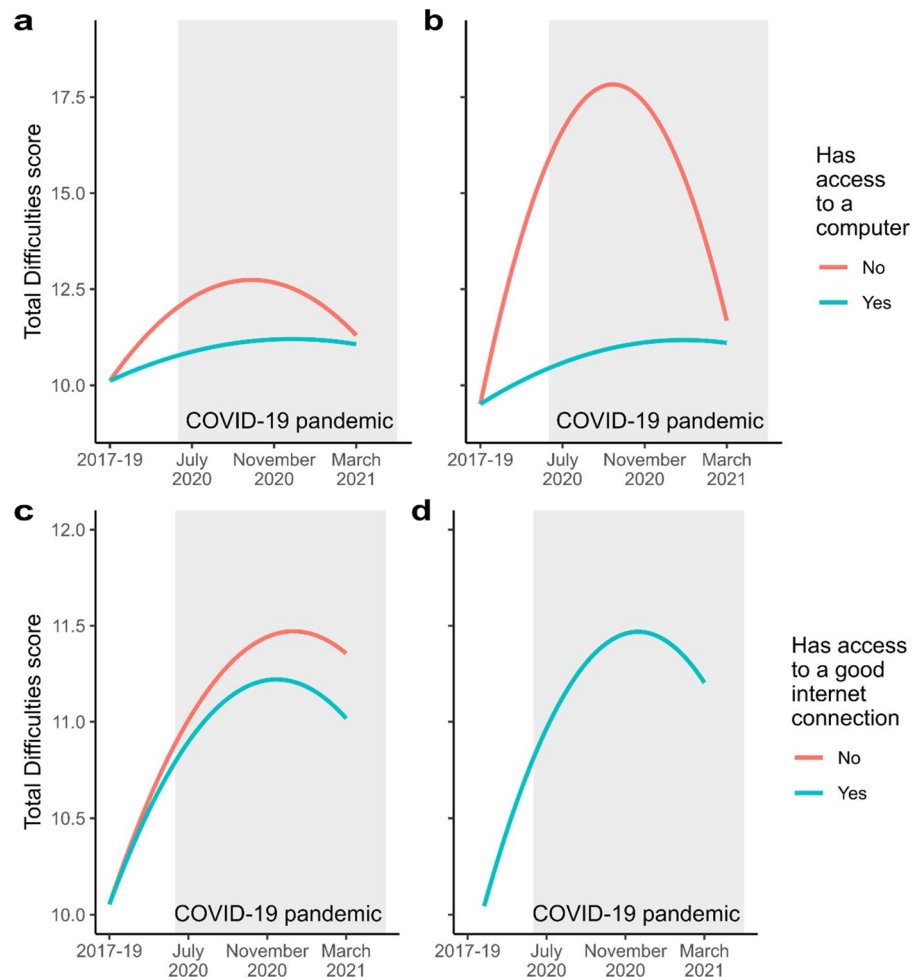 a
b
Total Difficulties score
17.5
15.0
12.5
10.0
COVID-19 pandemic
2017-19
July
2020
November
2020
March
2021
COVID-19 pandemic
2017-19
July
2020
November
2020
March
2021
Has
access
to a
computer
No
Yes
c
d
Total Difficulties score
12.0
11.5
11.0
10.5
10.0
COVID-19 pandemic
2017-19
July
2020
November
2020
March
2021
COVID-19 pandemic
2017-19
July
2020
November
2020
March
2021
Has access
to a good
internet
connection
No
Yes